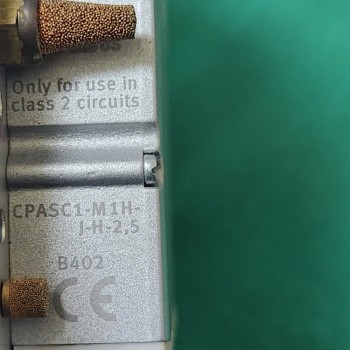 Only for use in
class 2 circuits
CPASC1-M1H-
J-H-2,5
B402
CE